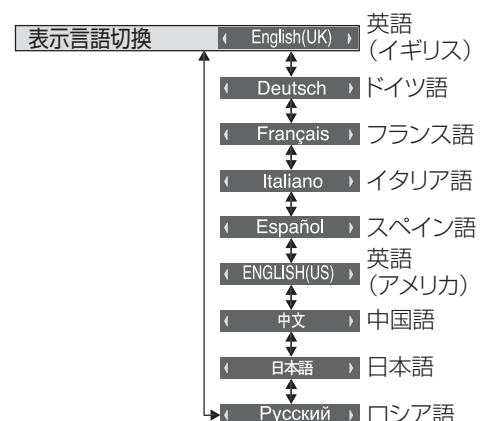 表示言語切換
English(UK)
英語
（イギリス）
Deutsch
ドイツ語
Français
フランス語
Italiano
イタリア語
Español
スペイン語
ENGLISH(US)
英語
（アメリカ）
中文
中国語
日本語
日本語
Русский
ロシア語